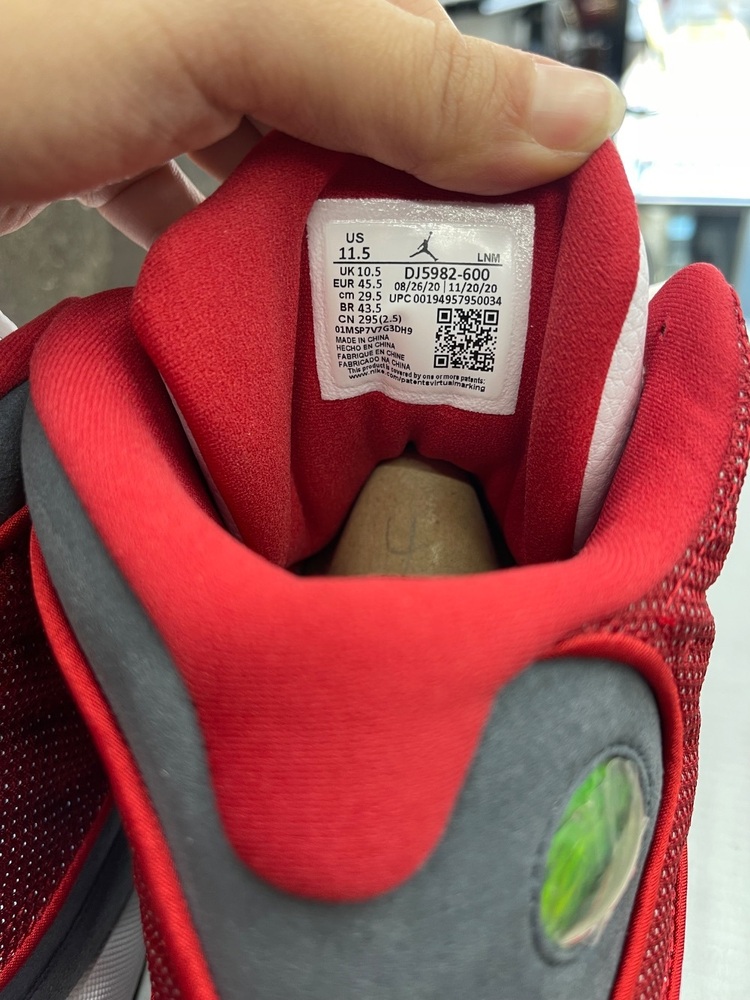 US
11.5
LNM
UK 10.5
DJ5982-600
EUR 45.5
08/26/20 | 11/20/20
cm 29.5
UPC 00194957950034
BR 43.5
CN 295(2.5)
01MSP7V7G3DH9
MADE IN CHINA
HECHO EN CHINA
FABRIQUE EN CHINE
FABRICADO NA CHINA
This product is covered by one or more patents:
www.nike.com/patentsvirtualmarking
4